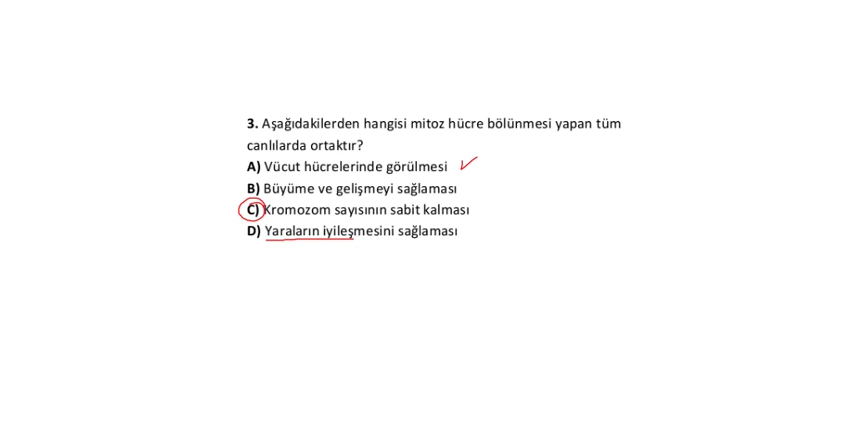 3. Aşağıdakilerden hangisi mitoz hücre bölünmesi yapan tüm
canlılarda ortaktır?
A) Vücut hücrelerinde görülmesi
B) Büyüme ve gelişmeyi sağlaması
C) Kromozom sayısının sabit kalması
D) Yaraların iyileşmesini sağlaması